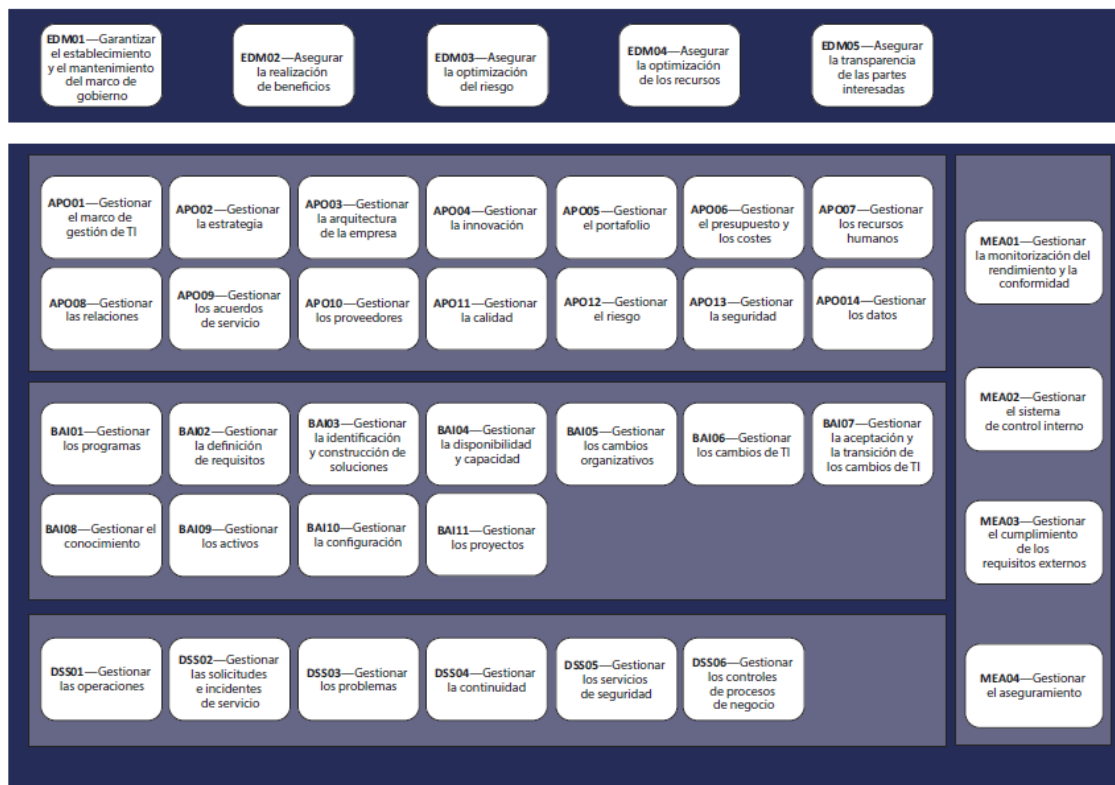 EDM01—Garantizar
el establecimiento
y el mantenimiento
del marco de
gobierno
EDM02—Asegurar
la realización
de beneficios
EDM03—Asegurar
la optimización
del riesgo
EDM04—Asegurar
la optimización
de los recursos
EDM05—Asegurar
la transparencia
de las partes
interesadas
APO01—Gestionar
el marco de
gestión de TI
APO02—Gestionar
la estrategia
APO03—Gestionar
la arquitectura
de la empresa
APO04—Gestionar
la innovación
APO05—Gestionar
el portafolio
APO06—Gestionar
el presupuesto y
los costes
APO07—Gestionar
los recursos
humanos
APO08—Gestionar
las relaciones
APO09—Gestionar
los acuerdos
de servicio
APO10—Gestionar
los proveedores
APO11—Gestionar
la calidad
APO12—Gestionar
el riesgo
APO13—Gestionar
la seguridad
APO014—Gestionar
los datos
BAI01—Gestionar
los programas
BAI02—Gestionar
la definición
de requisitos
BAI03—Gestionar
la identificación
y construcción de
soluciones
BAI04—Gestionar
la disponibilidad
y capacidad
BAI05—Gestionar
los cambios
organizativos
BAI06—Gestionar
los cambios de TI
BAI07—Gestionar
la aceptación y
la transición de
los cambios de TI
BAI08—Gestionar el
conocimiento
BAI09—Gestionar
los activos
BAI10—Gestionar
la configuración
BAI11—Gestionar
los proyectos
DSS01—Gestionar
las operaciones
DSS02—Gestionar
las solicitudes
e incidentes
de servicio
DSS03—Gestionar
los problemas
DSS04—Gestionar
la continuidad
DSS05—Gestionar
los servicios
de seguridad
DSS06—Gestionar
los controles
de procesos
de negocio
MEA01—Gestionar
la monitorización del
rendimiento y la
conformidad
MEA02—Gestionar
el sistema
de control interno
MEA03—Gestionar
el cumplimiento
de los
requisitos externos
MEA04—Gestionar
el aseguramiento